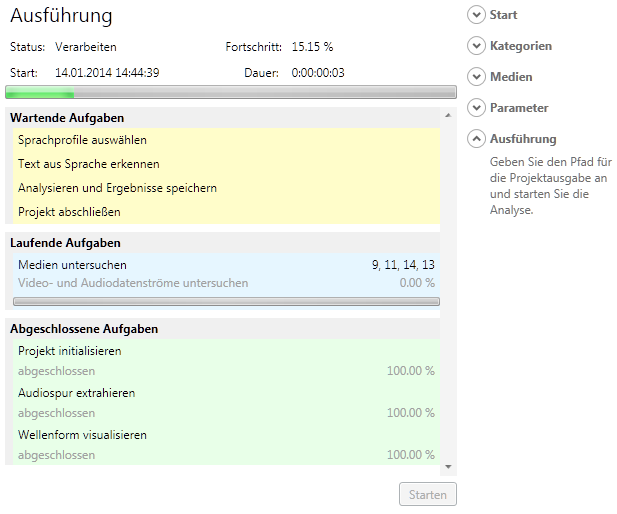 Ausführung
Status: Verarbeiten Fortschritt: 15.15 %
Start: 14.01.2014 14:44:39 Dauer: 0:00:00:03
Wartende Aufgaben
Sprachprofile auswählen
Text aus Sprache erkennen
Analysieren und Ergebnisse speichern
Projekt abschließen
Laufende Aufgaben
Medien untersuchen 9, 11, 14, 13
Video- und Audiodatenströme untersuchen 0.00 %
Abgeschlossene Aufgaben
Projekt initialisieren
abgeschlossen 100.00 %
Audiospur extrahieren
abgeschlossen 100.00 %
Wellenform visualisieren
abgeschlossen 100.00 %
Starten
Start
Kategorien
Medien
Parameter
Ausführung
Geben Sie den Pfad für
die Projektausgabe an
und starten Sie die
Analyse.